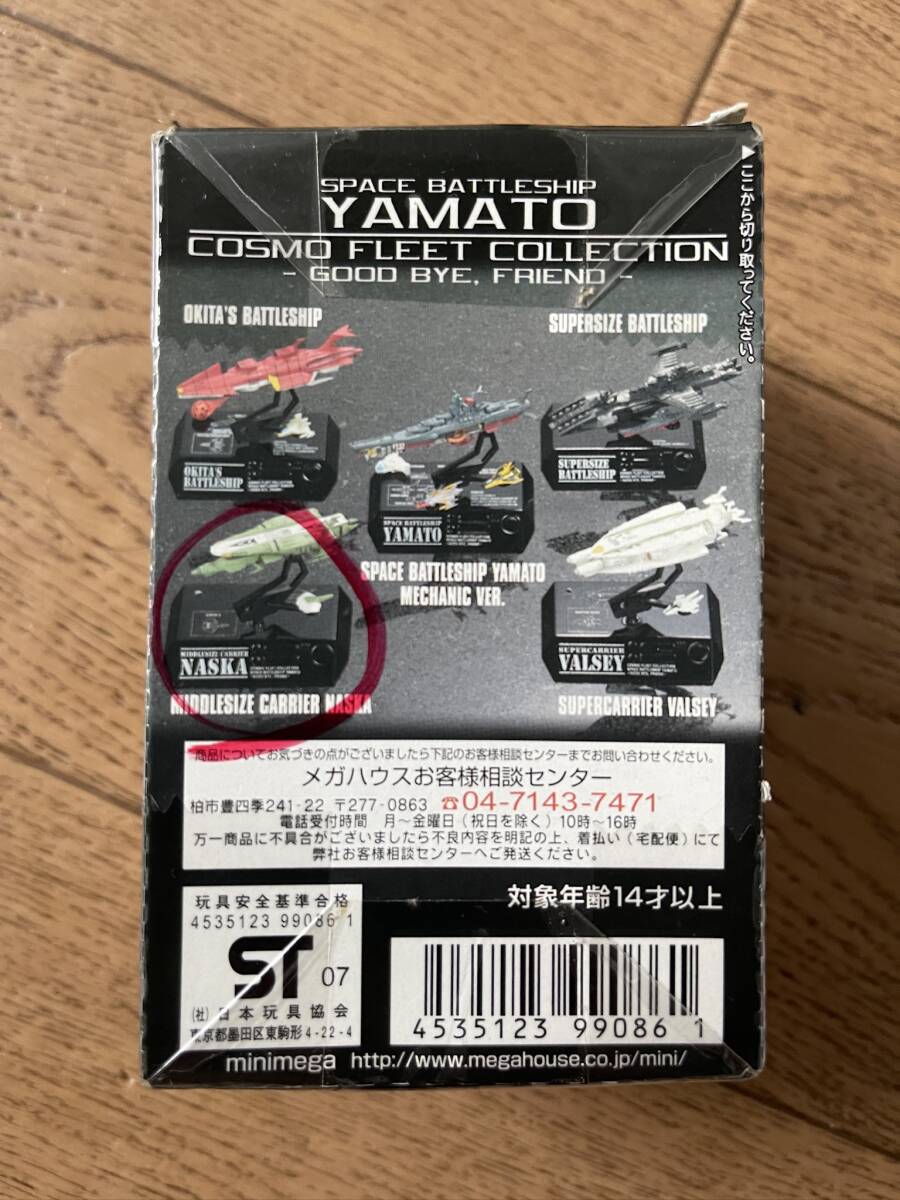 SPACE BATTLESHIP
YAMATO
COSMO FLEET COLLECTION
- GOOD BYE, FRIEND -
▶ここから切り取ってください。
OKITA'S BATTLESHIP
SUPERSIZE BATTLESHIP
OKITA'S
BATTLESHIP
SUPERSIZE
BATTLESHIP
SPACE BATTLESHIP
YAMATO
SPACE BATTLESHIP YAMATO
MECHANIC VER.
MIDDLESIZE CARRIER
NASKA
SUPERCARRIER
VALSEY
MIDDLESIZE CARRIER NASKA
SUPERCARRIER VALSEY
商品についてお気づきの点がございましたら下記のお客様相談センターまでお問い合わせください。
メガハウスお客様相談センター
柏市豊四季241-22 〒277-0863 ☎04-7143-7471
電話受付時間 月～金曜日(祝日を除く)10時～16時
万一商品に不具合がございましたら不良内容を明記の上、着払い(宅配便)にて
弊社お客様相談センターへご発送ください。
対象年齢14才以上
玩具安全基準合格
4535123 99086 1
ST 07
(社)日本玩具協会
東京都墨田区東駒形4-22-4
4535123 99086 1
minimega http://www.megahouse.co.jp/mini/